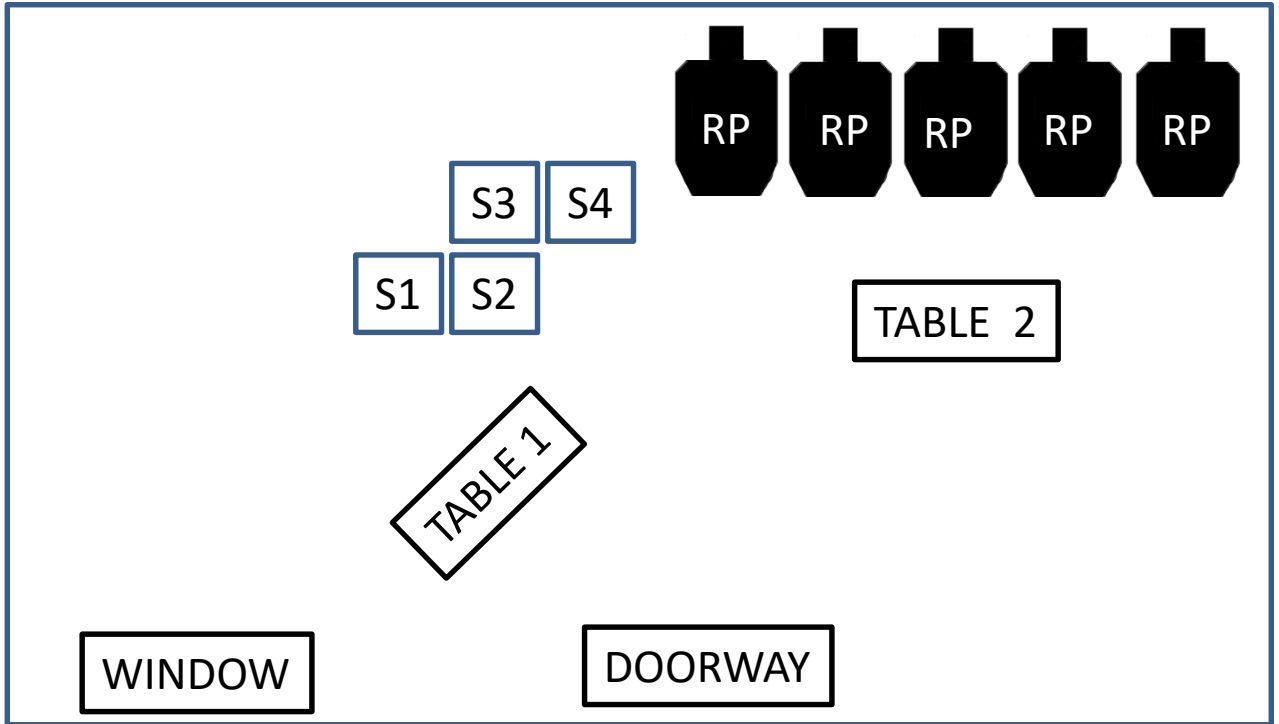 RP RP RP RP RP
S3 S4
S1 S2
TABLE 2
TABLE 1
WINDOW
DOORWAY